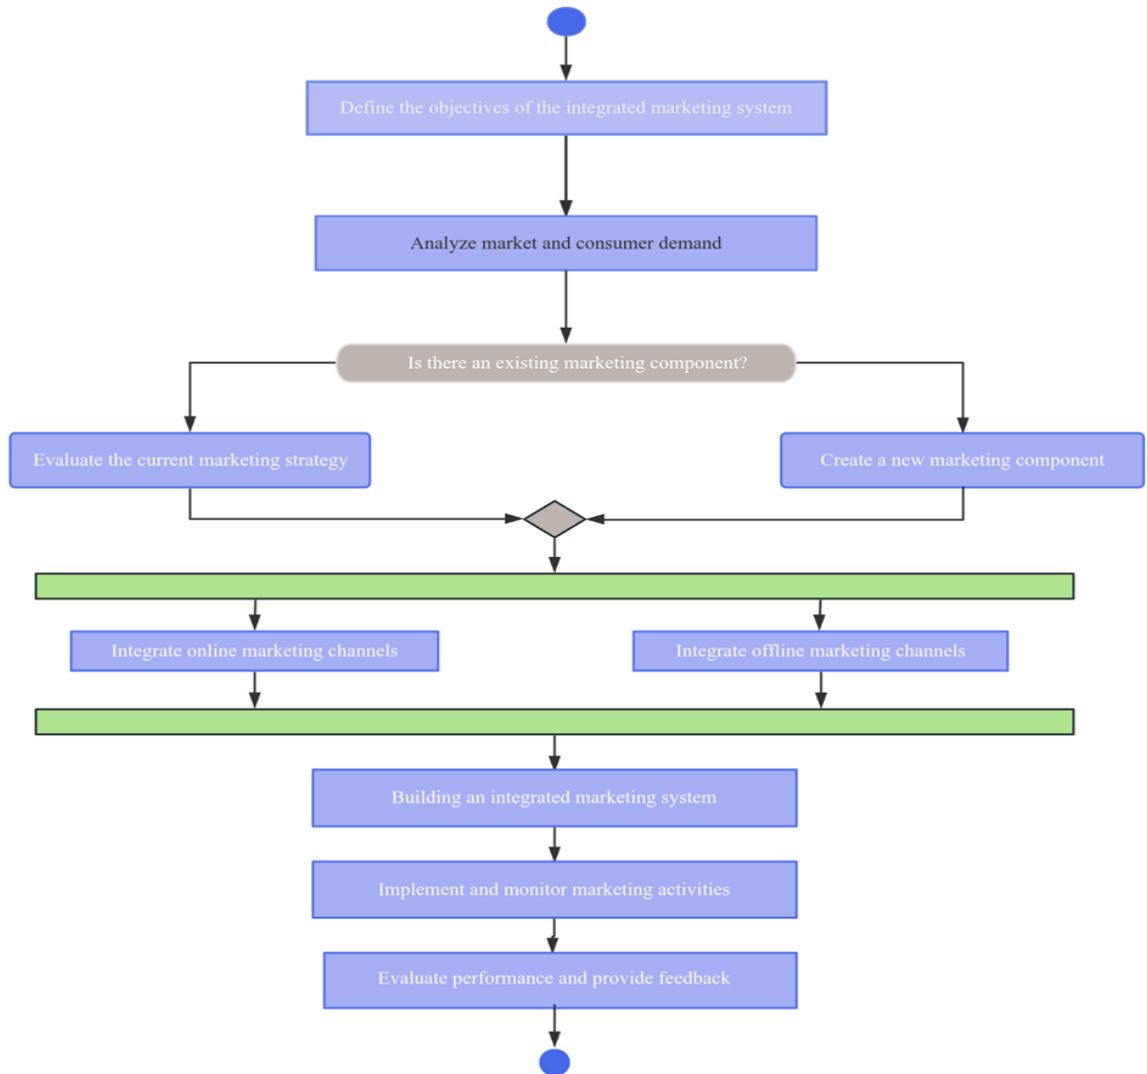 Define the objectives of the integrated marketing system
Analyze market and consumer demand
Is there an existing marketing component?
Evaluate the current marketing strategy
Create a new marketing component
Integrate online marketing channels
Integrate offline marketing channels
Building an integrated marketing system
Implement and monitor marketing activities
Evaluate performance and provide feedback